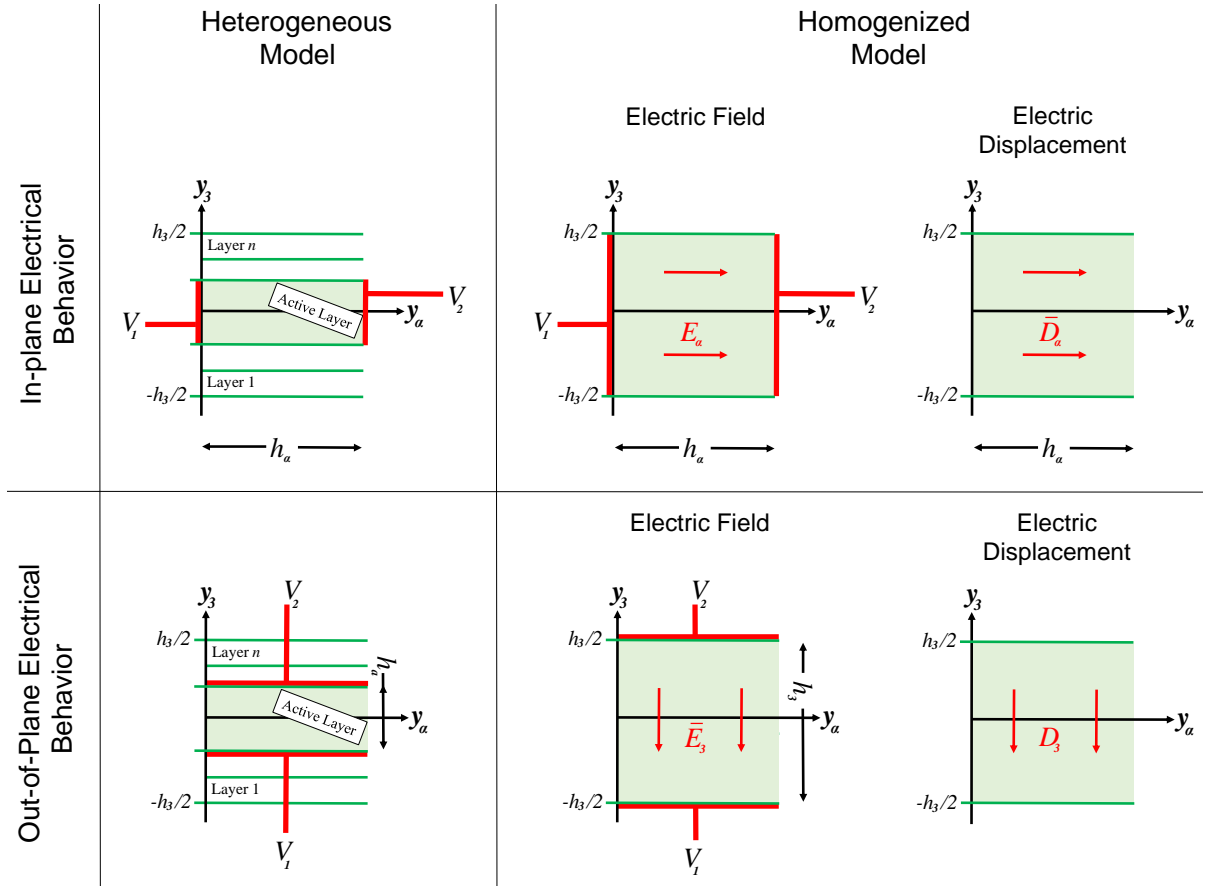 Heterogeneous
Model
Homogenized
Model
In-plane Electrical
Behavior
y₃
h₃/2
Layer n
Active Layer
V₁
V₂
yα
Layer 1
-h₃/2
hα
Electric Field
y₃
h₃/2
V₁
Eα
yα
V₂
-h₃/2
hα
Electric
Displacement
y₃
h₃/2
D̅α
yα
-h₃/2
hα
Out-of-Plane Electrical
Behavior
V₂
y₃
h₃/2
Layer n
hₐ
Active Layer
yα
Layer 1
-h₃/2
V₁
Electric Field
V₂
y₃
h₃/2
h₃
yα
E̅₃
-h₃/2
V₁
Electric
Displacement
y₃
h₃/2
yα
D₃
-h₃/2